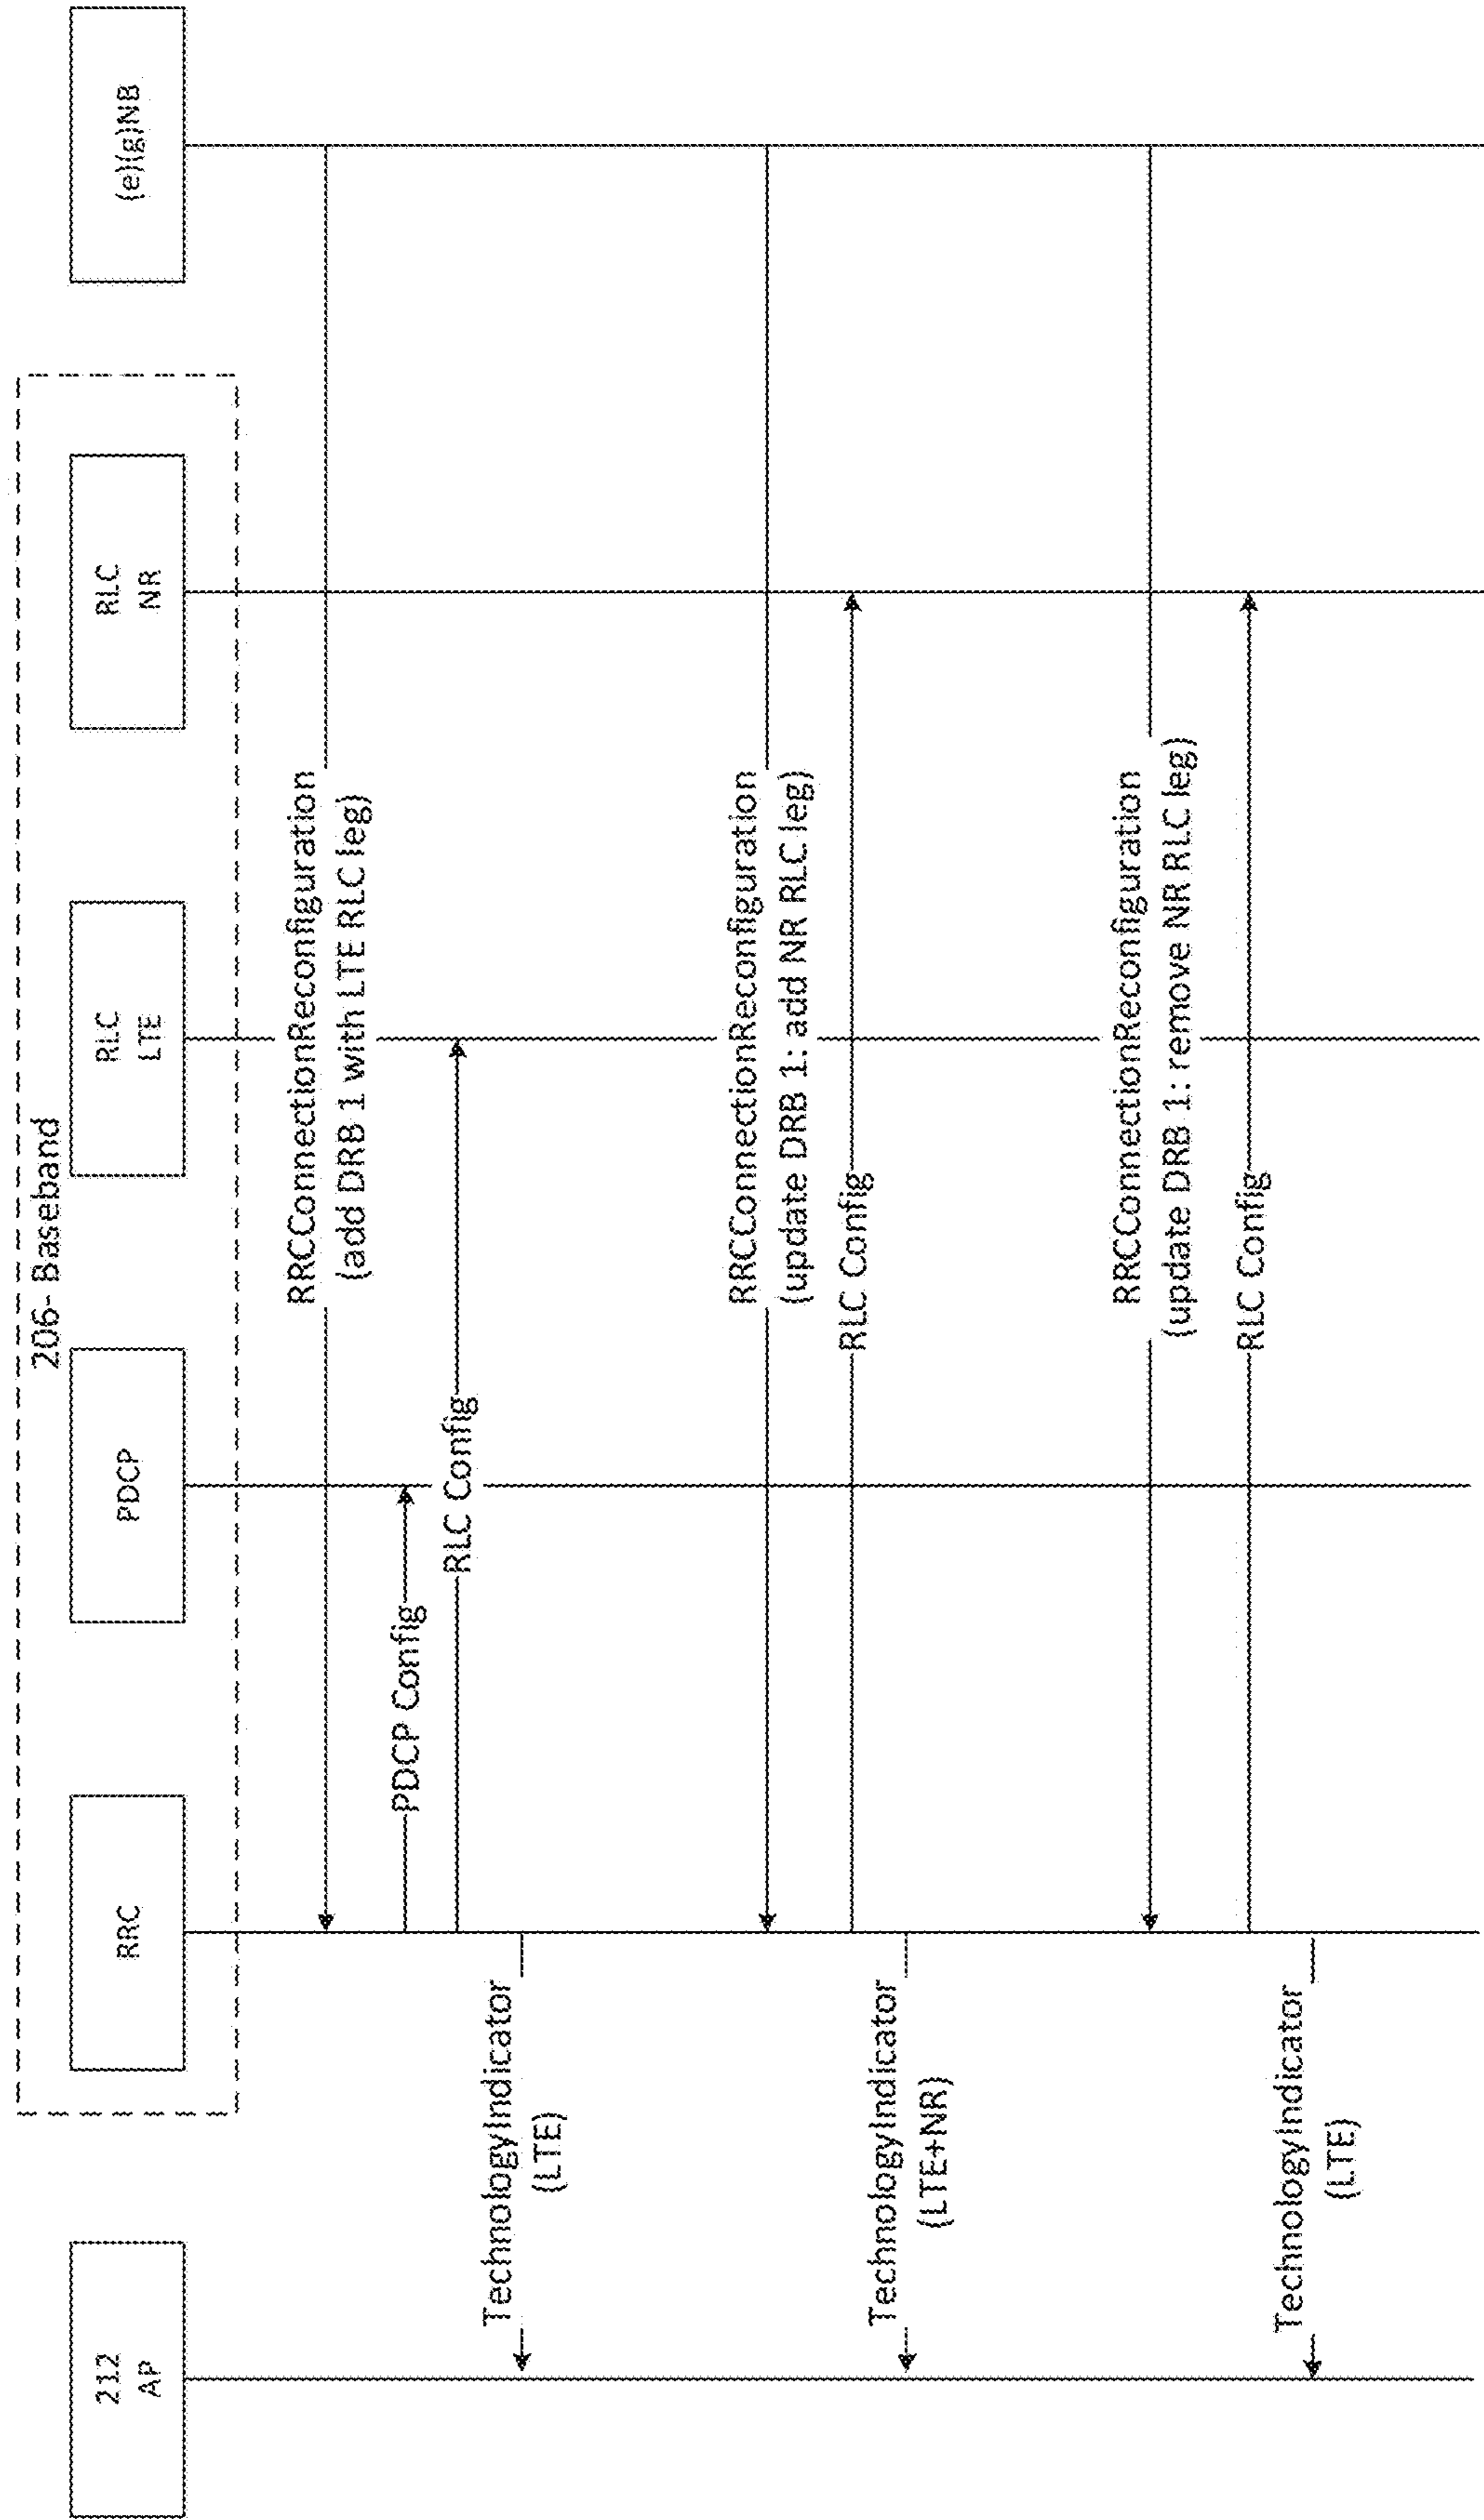 206- Baseband
212
AP
RRC
PDCP
RLC
LTE
RLC
NR
(e)(g)NB
RRCConnectionReconfiguration
(add DRB 1 with LTE RLC leg)
PDCP Config
RLC Config
TechnologyIndicator
(LTE)
RRCConnectionReconfiguration
(update DRB 1: add NR RLC leg)
RLC Config
TechnologyIndicator
(LTE+NR)
RRCConnectionReconfiguration
(update DRB 1: remove NR RLC leg)
RLC Config
TechnologyIndicator
(LTE)